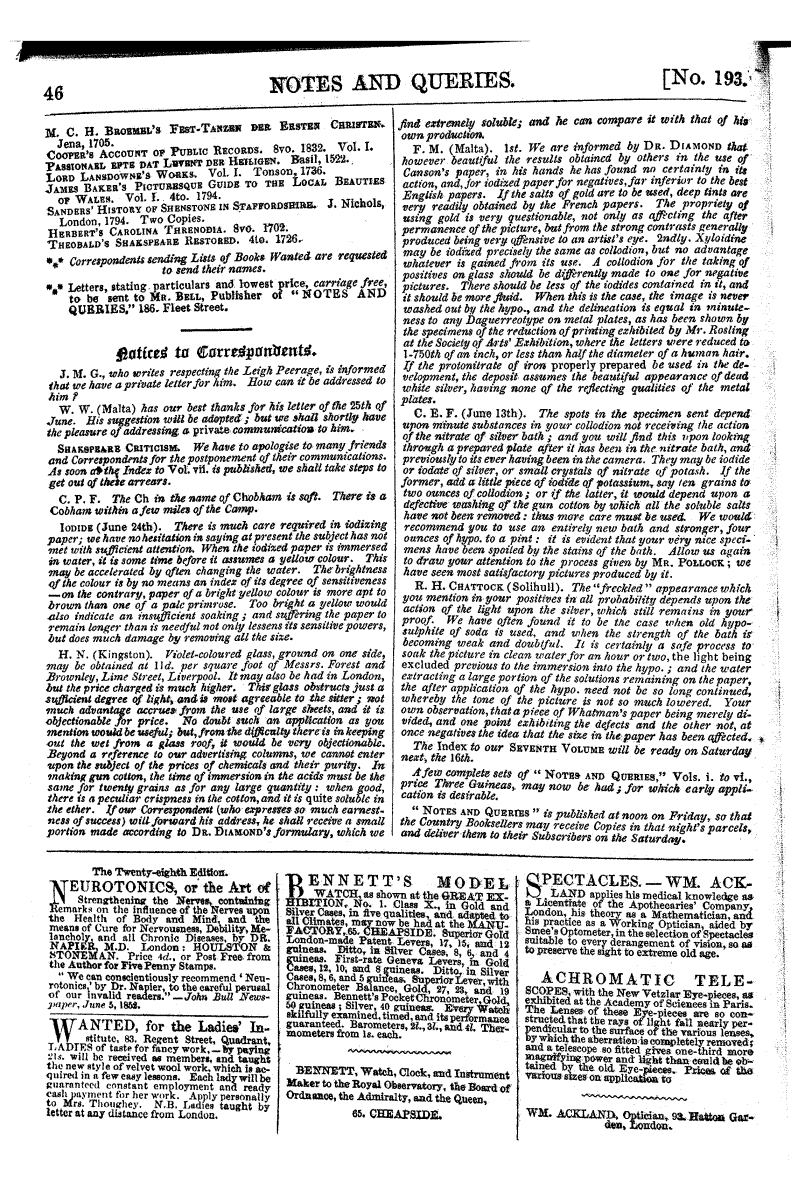 46
NOTES AND QUERIES.
[No. 193.
M. C. H. BROEMEL'S FEST-TANZEN DER ERSTEN CHRISTEN.
Jena, 1705.
COOPER'S ACCOUNT OF PUBLIC RECORDS. 8vo. 1832. Vol. I.
PASSIONAEL EFTE DAT LEVENT DER HEILIGEN. Basil, 1522.
LORD LANSDOWNE'S WORKS. Vol. I. Tonson, 1736.
JAMES BAKER'S PICTURESQUE GUIDE TO THE LOCAL BEAUTIES
OF WALES. Vol. I. 4to. 1794.
SANDERS' HISTORY OF SHENSTONE IN STAFFORDSHIRE. J. Nichols,
London, 1794. Two Copies.
HERBERT'S CAROLINA THRENODIA. 8vo. 1702.
THEOBALD'S SHAKSPEARE RESTORED. 4to. 1726.
*** Correspondents sending Lists of Books Wanted are requested
to send their names.
*** Letters, stating particulars and lowest price, carriage free,
to be sent to MR. BELL, Publisher of "NOTES AND
QUERIES," 186. Fleet Street.
Notices to Correspondents.
J. M. G., who writes respecting the Leigh Peerage, is informed
that we have a private letter for him. How can it be addressed to
him?
W. W. (Malta) has our best thanks for his letter of the 25th of
June. His suggestion will be adopted; but we shall shortly have
the pleasure of addressing a private communication to him.
SHAKSPEARE CRITICISM. We have to apologise to many friends
and Correspondents for the postponement of their communications.
As soon as the Index to Vol. vii. is published, we shall take steps to
get out of these arrears.
C. P. F. The Ch in the name of Chobham is soft. There is a
Cobham within a few miles of the Camp.
IODIDE (June 24th). There is much care required in iodizing
paper; we have no hesitation in saying at present the subject has not
met with sufficient attention. When the iodized paper is immersed
in water, it is some time before it assumes a yellow colour. This
may be accelerated by often changing the water. The brightness
of the colour is by no means an index of its degree of sensitiveness
—on the contrary, paper of a bright yellow colour is more apt to
brown than one of a pale primrose. Too bright a yellow would
also indicate an insufficient soaking; and suffering the paper to
remain longer than is needful not only lessens its sensitive powers,
but does much damage by removing all the size.
H. N. (Kingston). Violet-coloured glass, ground on one side,
may be obtained at 11d. per square foot of Messrs. Forest and
Brownley, Lime Street, Liverpool. It may also be had in London,
but the price charged is much higher. This glass obstructs just a
sufficient degree of light, and is most agreeable to the sitter; not
much advantage accrues from the use of large sheets, and it is
objectionable for price. No doubt such an application as you
mention would be useful; but, from the difficulty there is in keeping
out the wet from a glass roof, it would be very objectionable.
Beyond a reference to our advertising columns, we cannot enter
upon the subject of the prices of chemicals and their purity. In
making gun cotton, the time of immersion in the acids must be the
same for twenty grains as for any large quantity: when good,
there is a peculiar crispness in the cotton, and it is quite soluble in
the ether. If our Correspondent (who expresses so much earnest-
ness of success) will forward his address, he shall receive a small
portion made according to DR. DIAMOND'S formulary, which we
find extremely soluble; and he can compare it with that of his
own production.
F. M. (Malta). 1st. We are informed by DR. DIAMOND that
however beautiful the results obtained by others in the use of
Canson's paper, in his hands he has found no certainty in its
action, and, for iodized paper for negatives, far inferior to the best
English papers. If the salts of gold are to be used, deep tints are
very readily obtained by the French papers. The propriety of
using gold is very questionable, not only as affecting the after
permanence of the picture, but from the strong contrasts generally
produced being very offensive to an artist's eye. 2ndly. Xyloidine
may be iodized precisely the same as collodion, but no advantage
whatever is gained from its use. A collodion for the taking of
positives on glass should be differently made to one for negative
pictures. There should be less of the iodides contained in it, and
it should be more fluid. When this is the case, the image is never
washed out by the hypo., and the delineation is equal in minute-
ness to any Daguerreotype on metal plates, as has been shown by
the specimens of the reduction of printing exhibited by Mr. Rosling
at the Society of Arts' Exhibition, where the letters were reduced to
1-750th of an inch, or less than half the diameter of a human hair.
If the protonitrate of iron properly prepared be used in the de-
velopment, the deposit assumes the beautiful appearance of dead
white silver, having none of the reflecting qualities of the metal
plates.
C. E. F. (June 13th). The spots in the specimen sent depend
upon minute substances in your collodion not receiving the action
of the nitrate of silver bath; and you will find this upon looking
through a prepared plate after it has been in the nitrate bath, and
previously to its ever having been in the camera. They may be iodide
or iodate of silver, or small crystals of nitrate of potash. If the
former, add a little piece of iodide of potassium, say ten grains to
two ounces of collodion; or if the latter, it would depend upon a
defective washing of the gun cotton by which all the soluble salts
have not been removed: thus more care must be used. We would
recommend you to use an entirely new bath and stronger, four
ounces of hypo. to a pint: it is evident that your very nice speci-
mens have been spoiled by the stains of the bath. Allow us again
to draw your attention to the process given by MR. POLLOCK; we
have seen most satisfactory pictures produced by it.
R. H. CHATTOCK (Solihull). The "freckled" appearance which
you mention in your positives in all probability depends upon the
action of the light upon the silver, which still remains in your
proof. We have often found it to be the case when old hypo-
sulphite of soda is used, and when the strength of the bath is
becoming weak and doubtful. It is certainly a safe process to
soak the picture in clean water for an hour or two, the light being
excluded previous to the immersion into the hypo.; and the water
extracting a large portion of the solutions remaining on the paper,
the after application of the hypo. need not be so long continued,
whereby the tone of the picture is not so much lowered. Your
own observation, that a piece of Whatman's paper being merely di-
vided, and one point exhibiting the defects and the other not, at
once negatives the idea that the size in the paper has been affected.
The Index to our SEVENTH VOLUME will be ready on Saturday
next, the 16th.
A few complete sets of "NOTES AND QUERIES," Vols. i. to vi.,
price Three Guineas, may now be had; for which early appli-
cation is desirable.
"NOTES AND QUERIES" is published at noon on Friday, so that
the Country Booksellers may receive Copies in that night's parcels,
and deliver them to their Subscribers on the Saturday.
The Twenty-eighth Edition.
NEUROTONICS, or the Art of
Strengthening the Nerves, containing
Remarks on the influence of the Nerves upon
the Health of Body and Mind, and the
means of Cure for Nervousness, Debility, Me-
lancholy, and all Chronic Diseases, by DR.
NAPIER, M.D. London: HOULSTON &
STONEMAN. Price 4d., or Post Free from
the Author for Five Penny Stamps.
"We can conscientiously recommend 'Neu-
rotonics,' by Dr. Napier, to the careful perusal
of our invalid readers."—John Bull News-
paper, June 5, 1852.
WANTED, for the Ladies' In-
stitute, 83. Regent Street, Quadrant,
LADIES of taste for fancy work,—by paying
21s. will be received as members, and taught
the new style of velvet wool work, which is ac-
quired in a few easy lessons. Each lady will be
guaranteed constant employment and ready
cash payment for her work. Apply personally
to Mrs. Thoughey. N.B. Ladies taught by
letter at any distance from London.
BENNETT'S MODEL
WATCH, as shown at the GREAT EX-
HIBITION, No. 1. Class X., in Gold and
Silver Cases, in five qualities, and adapted to
all Climates, may now be had at the MANU-
FACTORY, 65. CHEAPSIDE. Superior Gold
London-made Patent Levers, 17, 15, and 12
guineas. Ditto, in Silver Cases, 8, 6, and 4
guineas. First-rate Geneva Levers, in Gold
Cases, 12, 10, and 8 guineas. Ditto, in Silver
Cases, 8, 6, and 5 guineas. Superior Lever, with
Chronometer Balance, Gold, 27, 23, and 19
guineas. Bennett's Pocket Chronometer, Gold,
50 guineas; Silver, 40 guineas. Every Watch
skilfully examined, timed, and its performance
guaranteed. Barometers, 2l., 3l., and 4l. Ther-
mometers from 1s. each.
BENNETT, Watch, Clock, and Instrument
Maker to the Royal Observatory, the Board of
Ordnance, the Admiralty, and the Queen,
65. CHEAPSIDE.
SPECTACLES.—WM. ACK-
LAND applies his medical knowledge as
a Licentiate of the Apothecaries' Company,
London, his theory as a Mathematician, and
his practice as a Working Optician, aided by
Smee's Optometer, in the selection of Spectacles
suitable to every derangement of vision, so as
to preserve the sight to extreme old age.
ACHROMATIC TELE-
SCOPES, with the New Vetzlar Eye-pieces, as
exhibited at the Academy of Sciences in Paris.
The Lenses of these Eye-pieces are so con-
structed that the rays of light fall nearly per-
pendicular to the surface of the various lenses,
by which the aberration is completely removed;
and a telescope so fitted gives one-third more
magnifying power and light than could be ob-
tained by the old Eye-pieces. Prices of the
various sizes on application to
WM. ACKLAND, Optician, 93. Hatton Gar-
den, London.